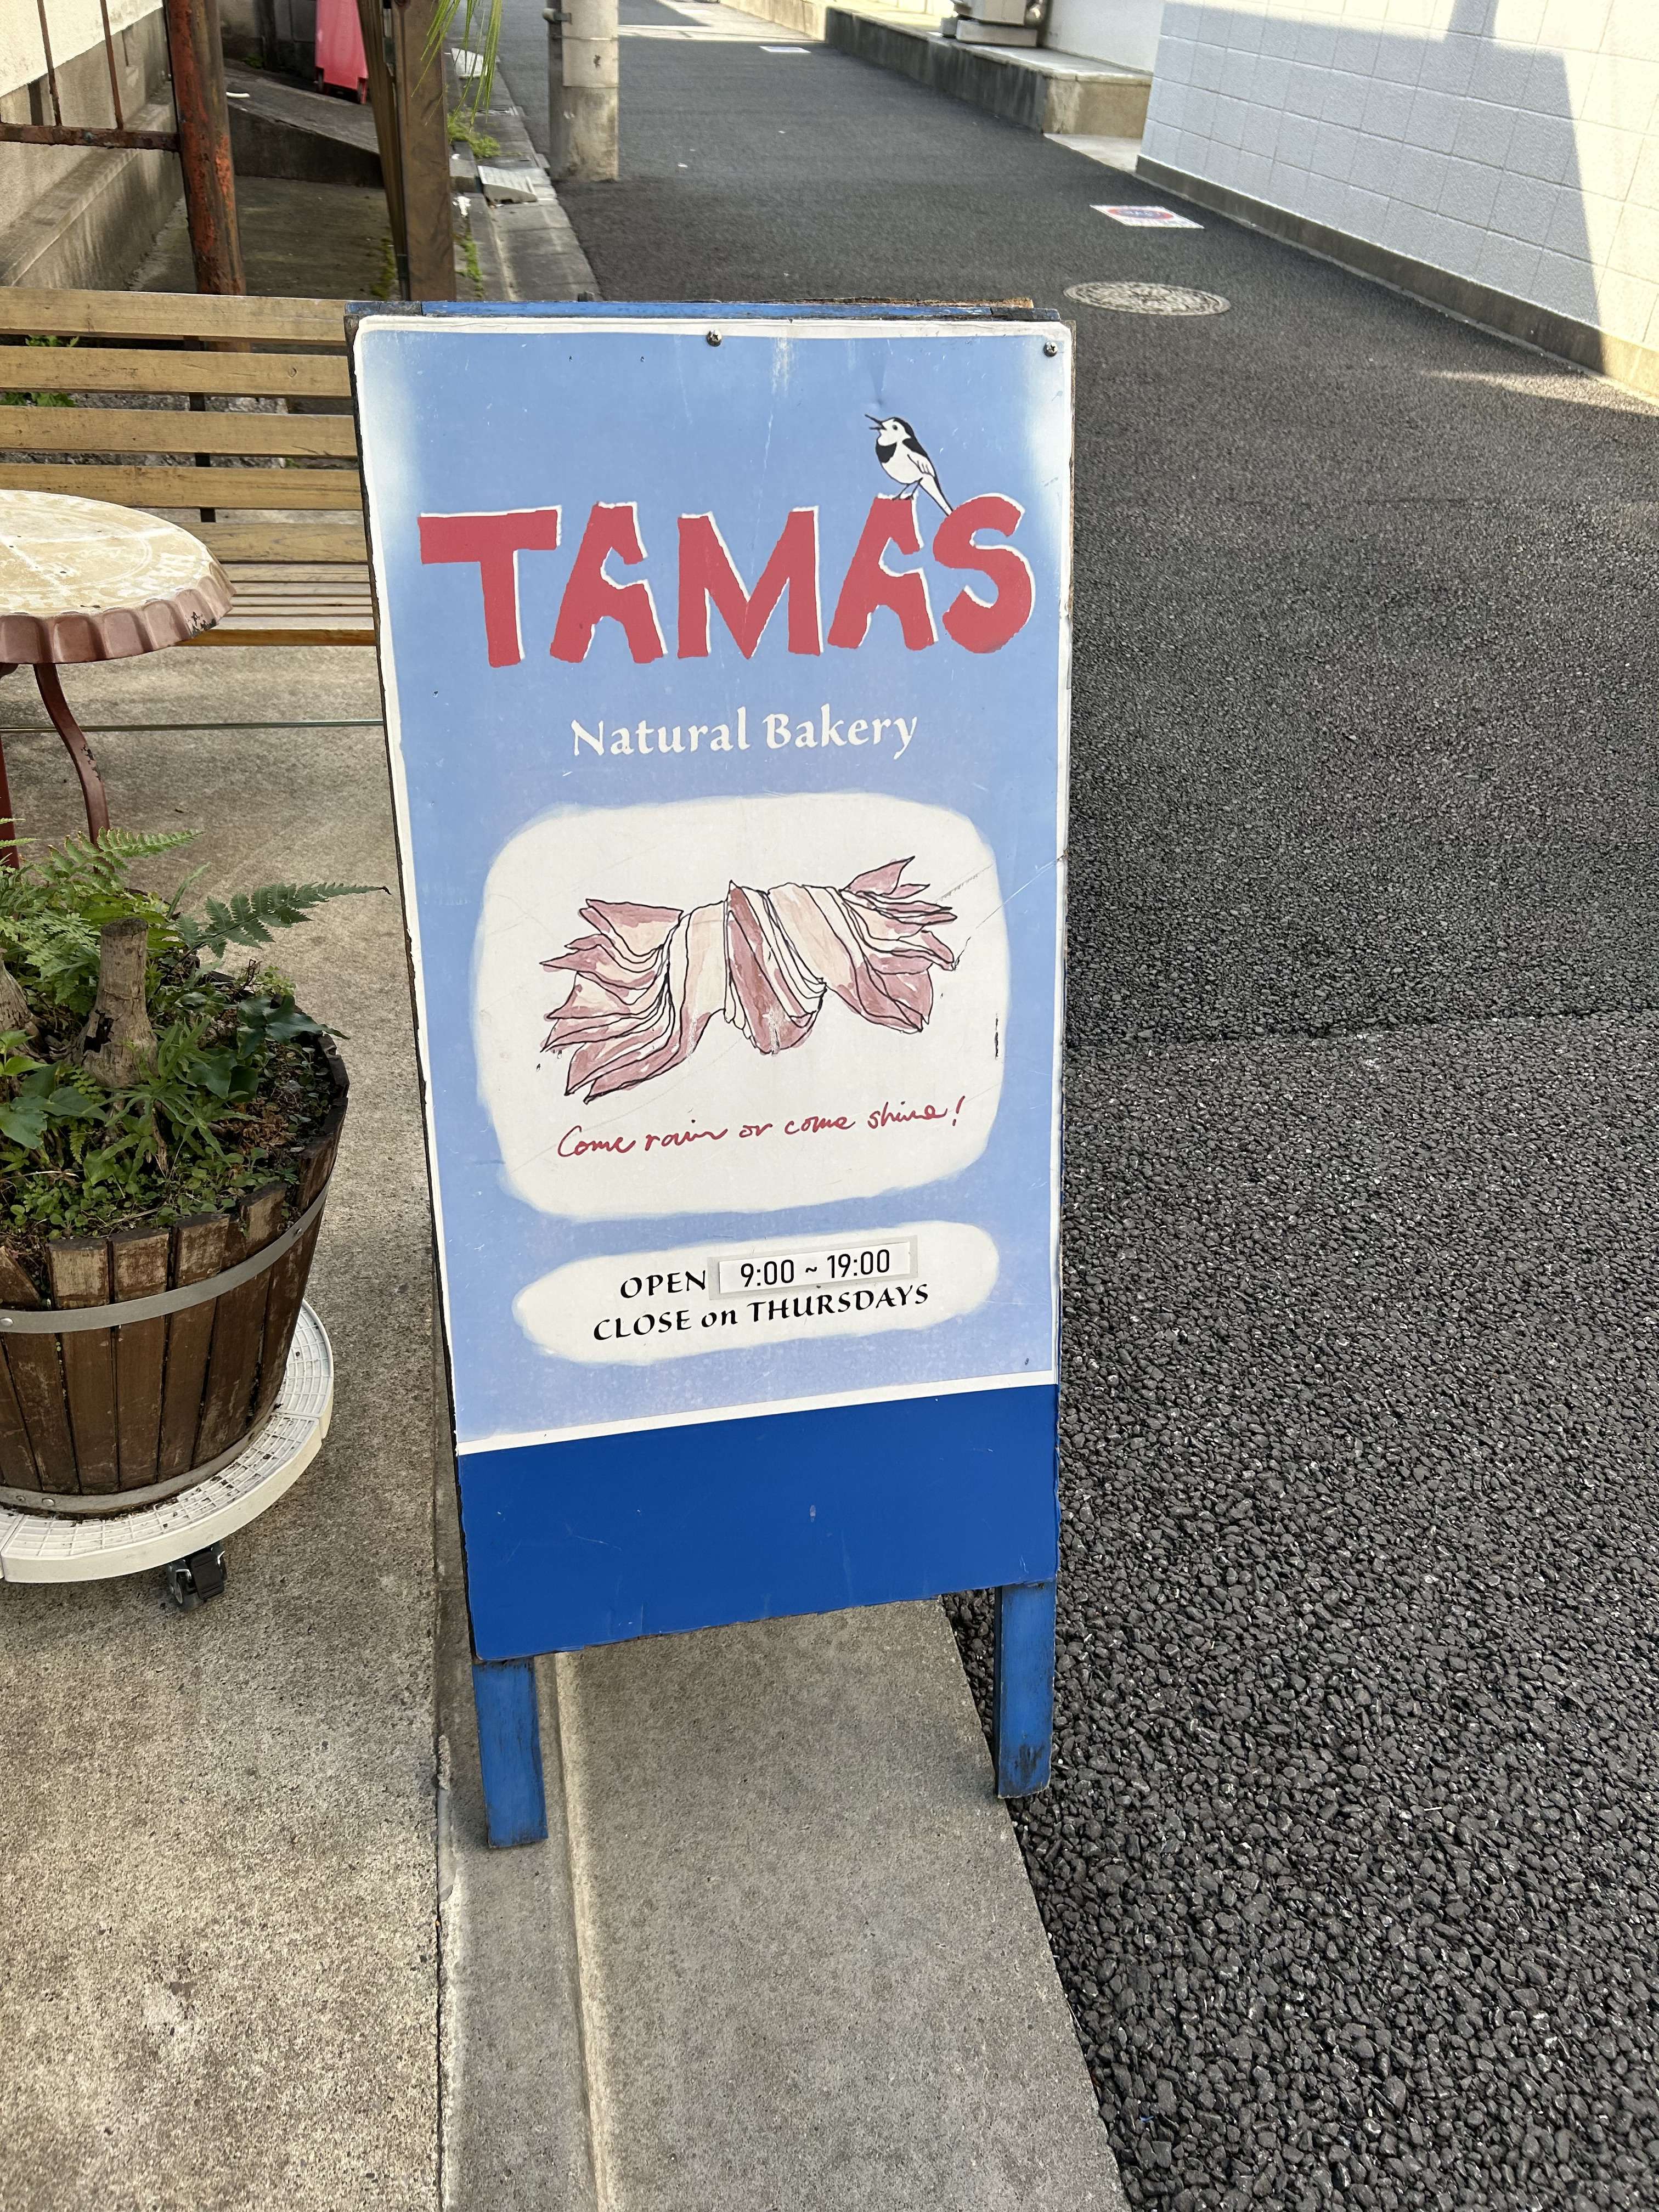 TAMAS
Natural Bakery
Come rain or come shine!
OPEN 9:00 ~ 19:00
CLOSE on THURSDAYS